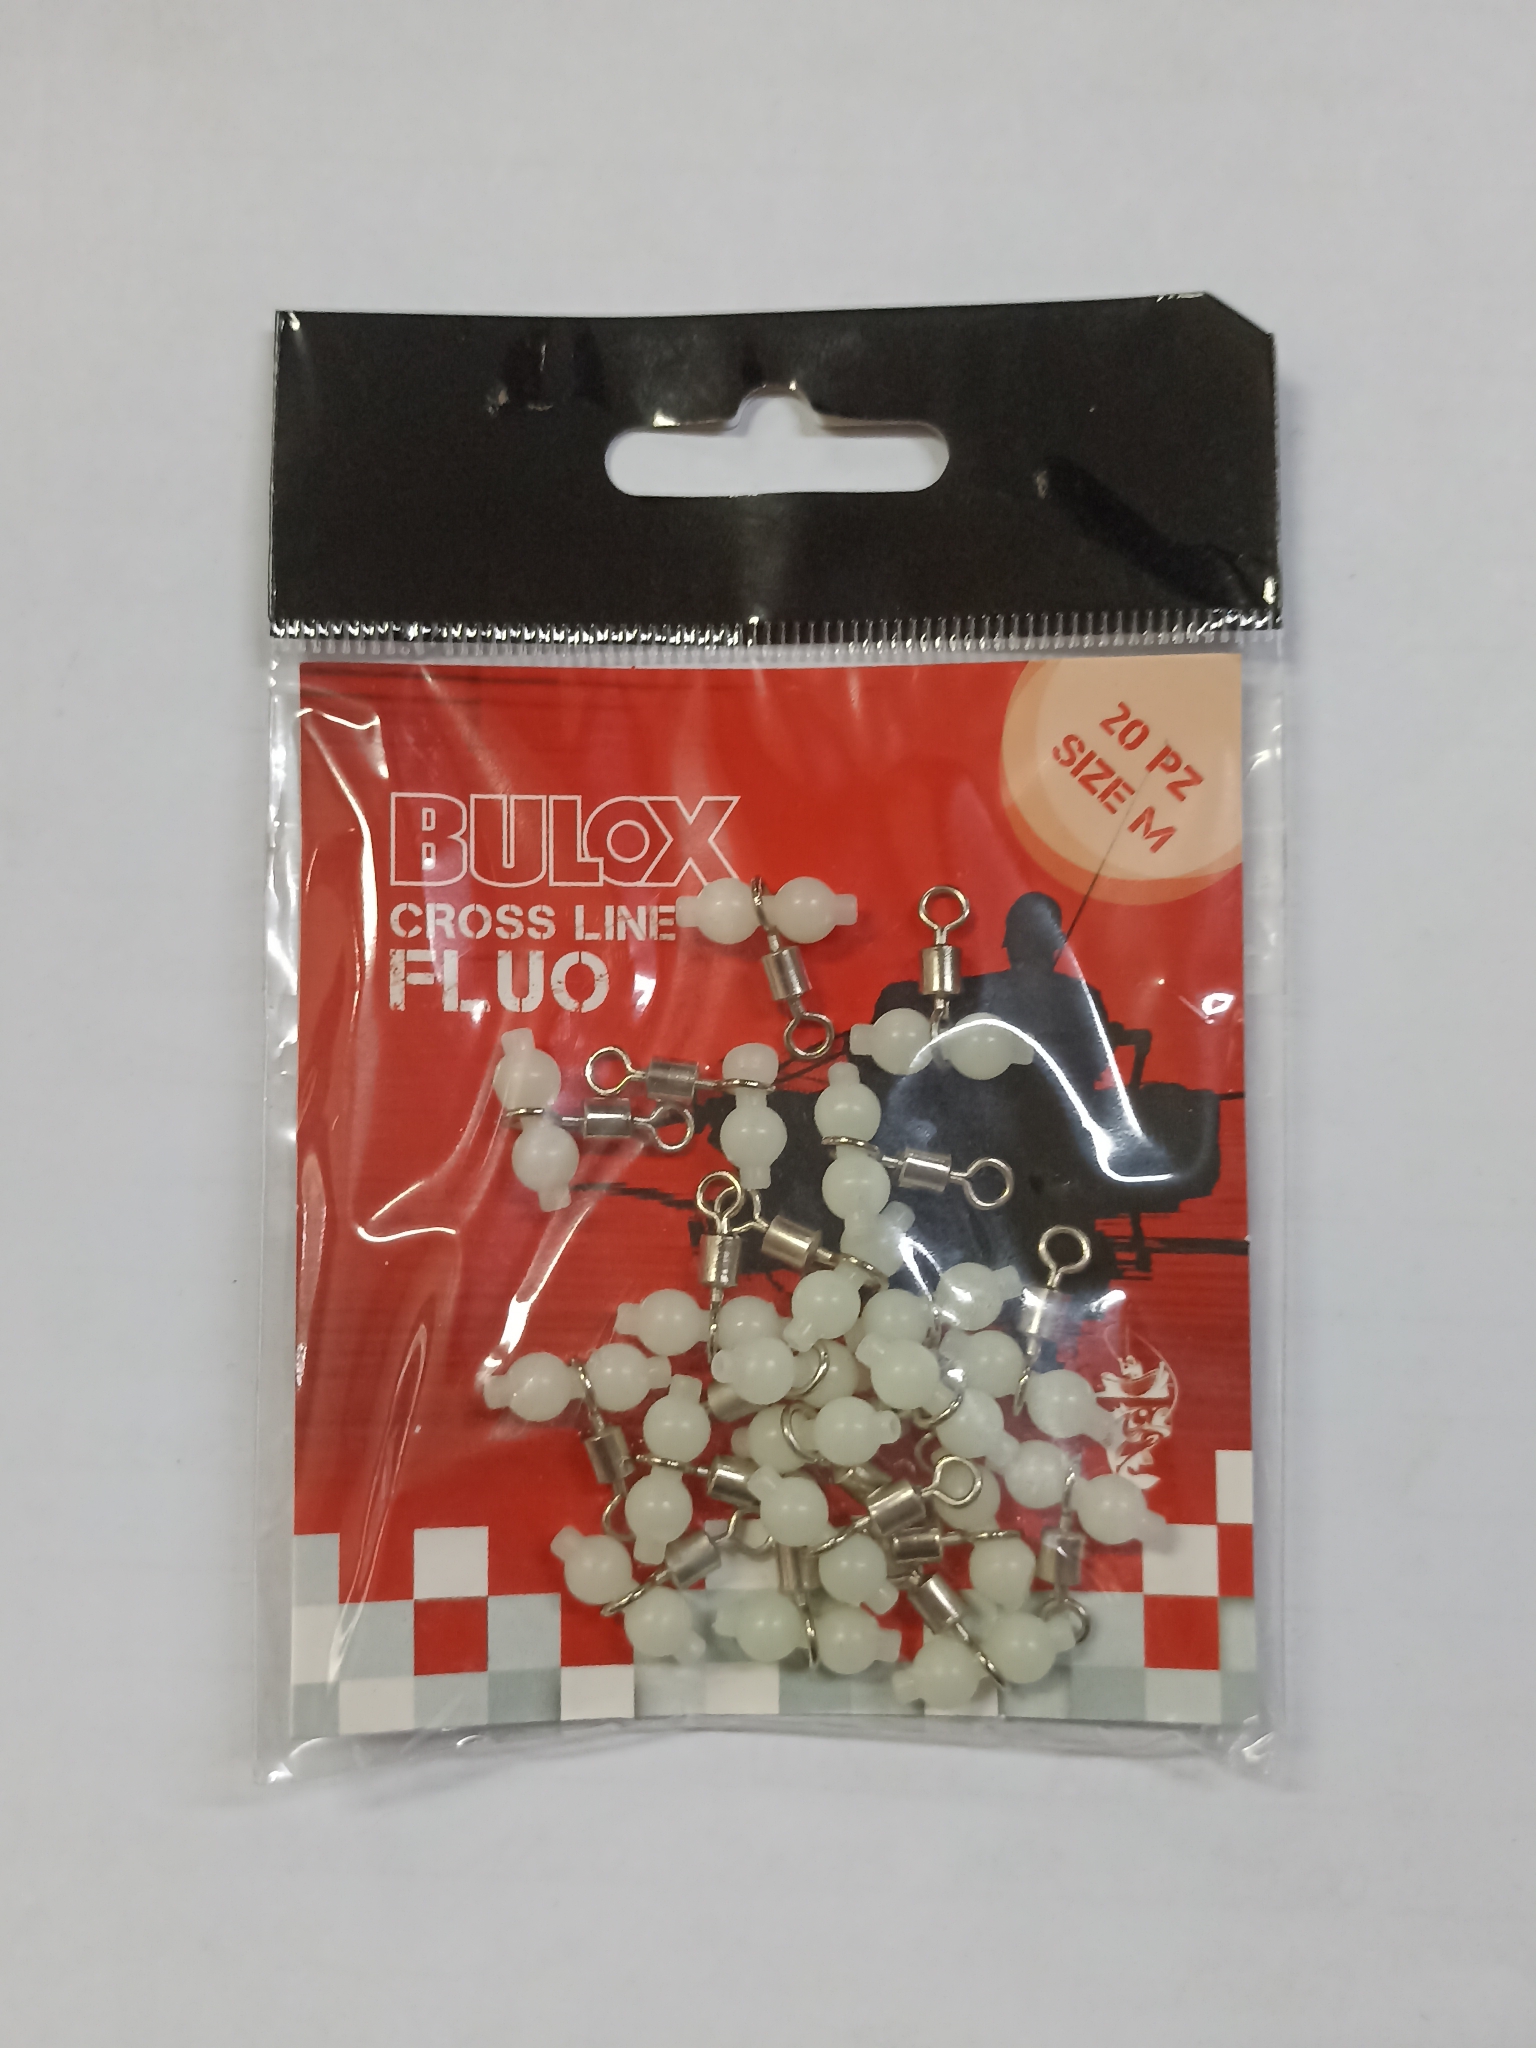 20 PZ
SIZE M
BULOX
CROSS LINE
FLUO